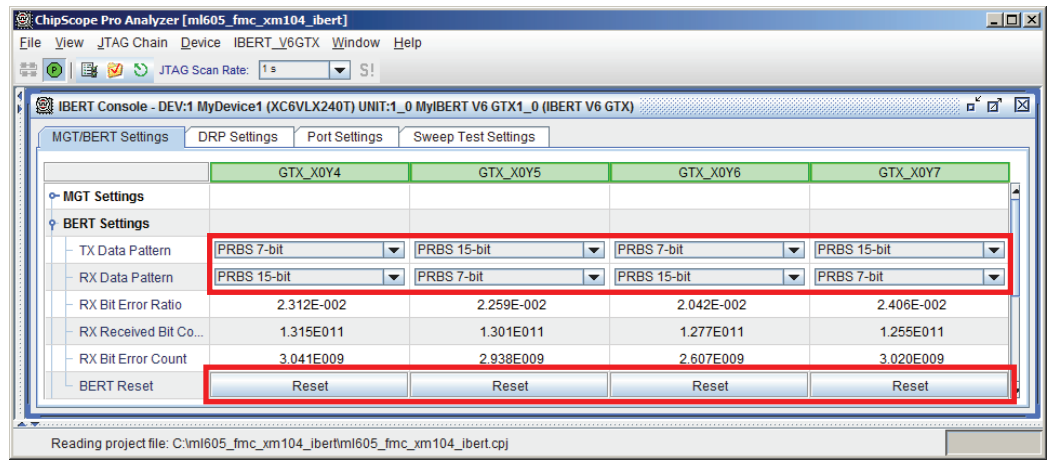 ChipScope Pro Analyzer [ml605_fmc_xm104_ibert]
File View JTAG Chain Device IBERT_V6GTX Window Help
JTAG Scan Rate: 1 s S!
IBERT Console - DEV:1 MyDevice1 (XC6VLX240T) UNIT:1_0 MyIBERT V6 GTX1_0 (IBERT V6 GTX)
MGT/BERT Settings DRP Settings Port Settings Sweep Test Settings
GTX_X0Y4 GTX_X0Y5 GTX_X0Y6 GTX_X0Y7
MGT Settings
BERT Settings
TX Data Pattern PRBS 7-bit PRBS 15-bit PRBS 7-bit PRBS 15-bit
RX Data Pattern PRBS 15-bit PRBS 7-bit PRBS 15-bit PRBS 7-bit
RX Bit Error Ratio 2.312E-002 2.259E-002 2.042E-002 2.406E-002
RX Received Bit Co... 1.315E011 1.301E011 1.277E011 1.255E011
RX Bit Error Count 3.041E009 2.938E009 2.607E009 3.020E009
BERT Reset Reset Reset Reset Reset
Reading project file: C:\ml605_fmc_xm104_ibert\ml605_fmc_xm104_ibert.cpj